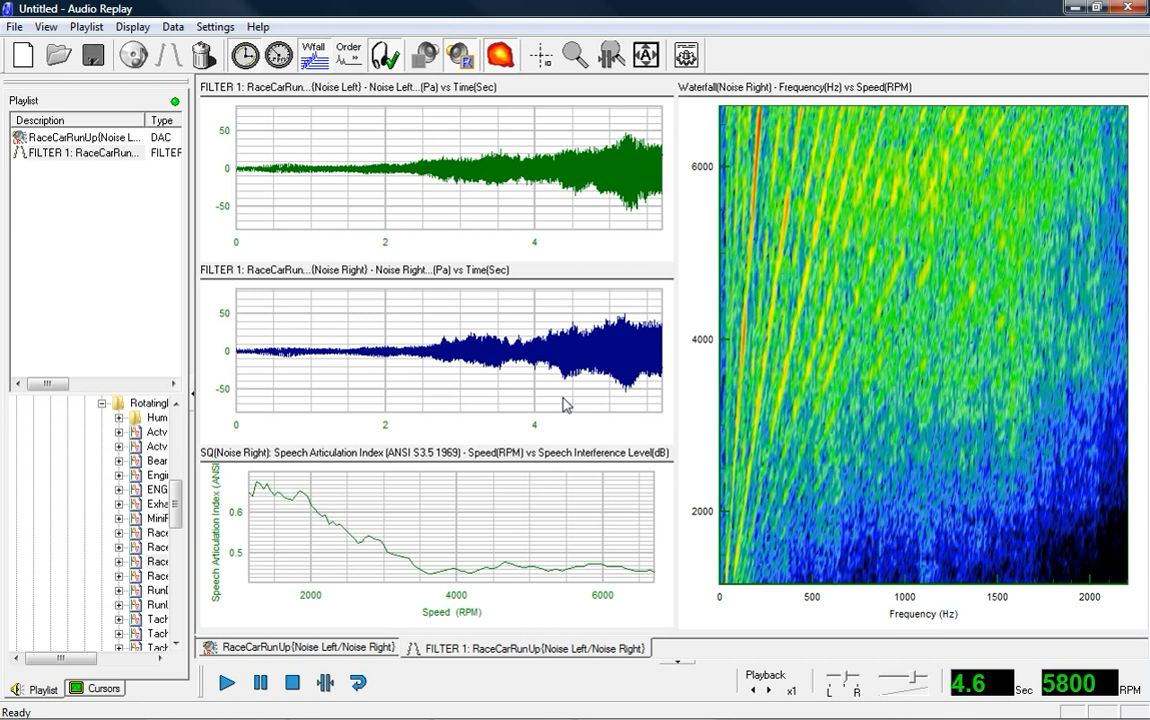 Untitled - Audio Replay
File View Playlist Display Data Settings Help
Wfall
Order
Playlist
Description Type
RaceCarRunUp{Noise L... DAC
FILTER 1: RaceCarRun... FILTEF
RotatingI
Hum
Actv
Actv
Bear
Engi
ENG
Exha
MiniF
Race
Race
Race
Race
RunD
RunU
Tach
Tach
Tach
Playlist Cursors
Ready
FILTER 1: RaceCarRun...{Noise Left} - Noise Left...(Pa) vs Time(Sec)
50
0
-50
0 2 4
FILTER 1: RaceCarRun...{Noise Right} - Noise Right...(Pa) vs Time(Sec)
50
0
-50
0 2 4
SQ(Noise Right): Speech Articulation Index (ANSI S3.5 1969) - Speed(RPM) vs Speech Interference Level(dB)
Speech Articulation Index (ANSI
0.6
0.5
2000 4000 6000
Speed (RPM)
Waterfall(Noise Right) - Frequency(Hz) vs Speed(RPM)
6000
4000
2000
0 500 1000 1500 2000
Frequency (Hz)
RaceCarRunUp{Noise Left/Noise Right} FILTER 1: RaceCarRunUp{Noise Left/Noise Right}
Playback
x1
L R
4.6 Sec 5800 RPM